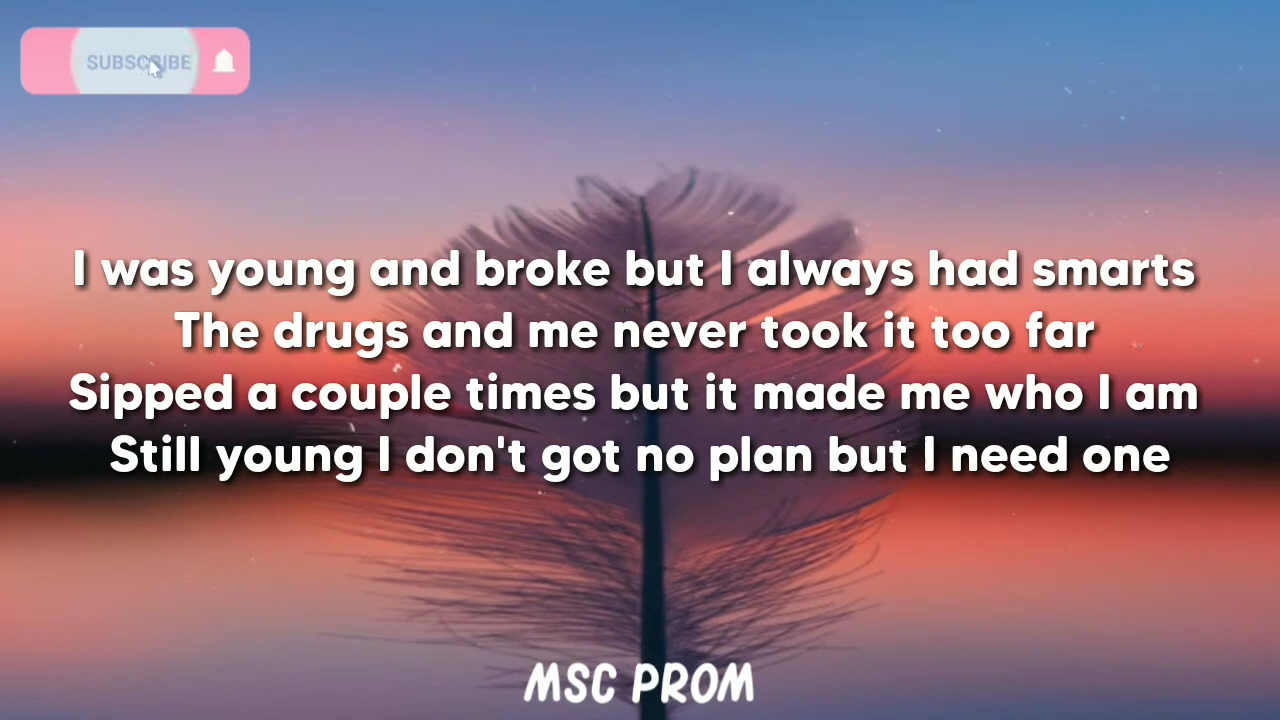 SUBSCRIBE
I was young and broke but I always had smarts
The drugs and me never took it too far
Sipped a couple times but it made me who I am
Still young I don't got no plan but I need one
MSC PROM